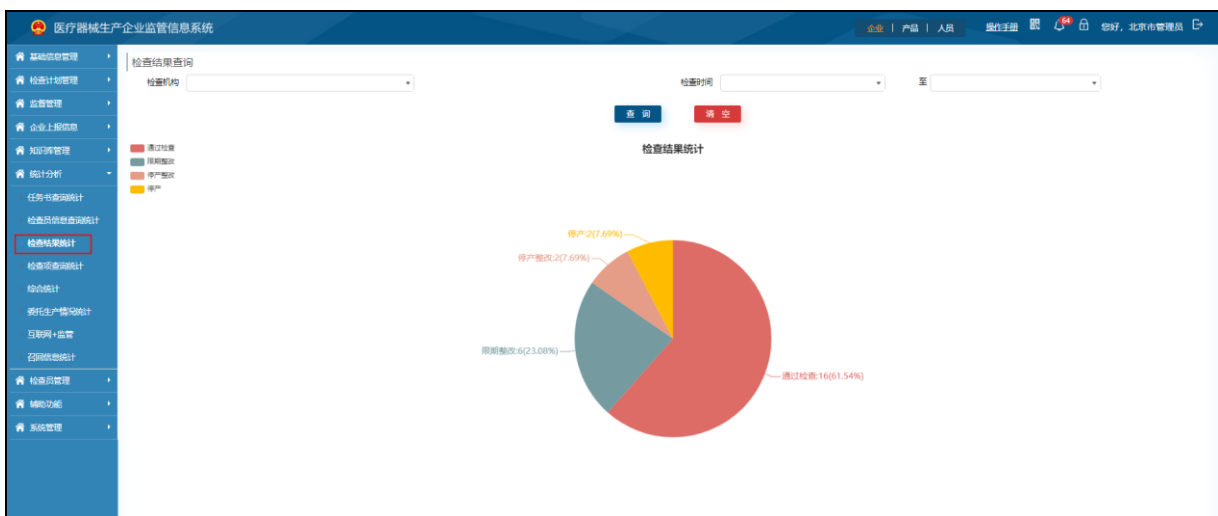 医疗器械生产企业监管信息系统
企业 | 产品 | 人员
操作手册
64
您好，北京市管理员
基础信息管理
检查计划管理
监督管理
企业上报信息
知识库管理
统计分析
任务书查询统计
检查员信息查询统计
检查结果统计
检查项查询统计
综合统计
委托生产情况统计
互联网+监管
召回信息统计
检查员管理
辅助功能
系统管理
检查结果查询
检查机构
检查时间
至
查 询
清 空
通过检查
限期整改
停产整改
停产
检查结果统计
停产:2(7.69%)
停产整改:2(7.69%)
限期整改:6(23.08%)
通过检查:16(61.54%)